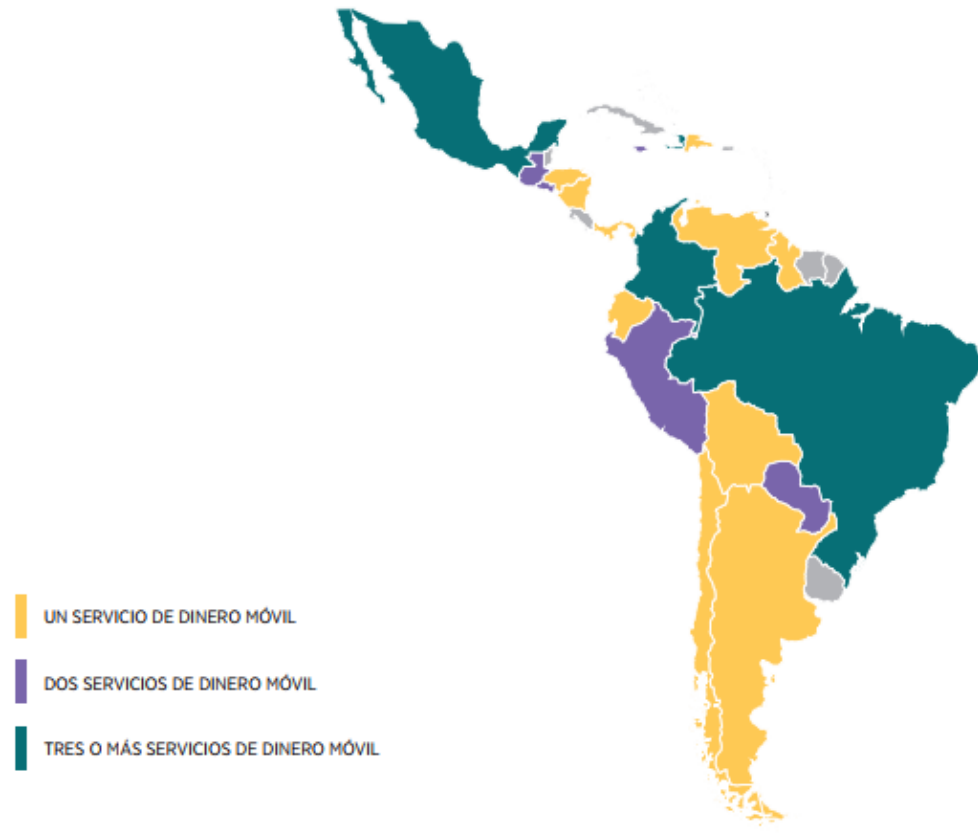 UN SERVICIO DE DINERO MÓVIL
DOS SERVICIOS DE DINERO MÓVIL
TRES O MÁS SERVICIOS DE DINERO MÓVIL